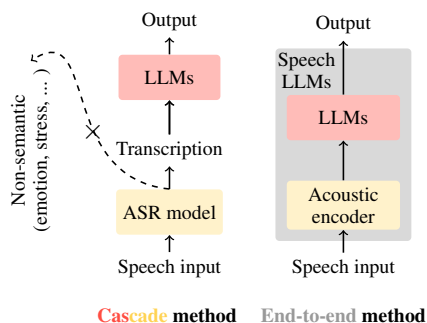 Output
LLMs
Transcription
ASR model
Speech input
Non-semantic
(emotion, stress, ... )
Cascade method
Output
Speech
LLMs
LLMs
Acoustic
encoder
Speech input
End-to-end method